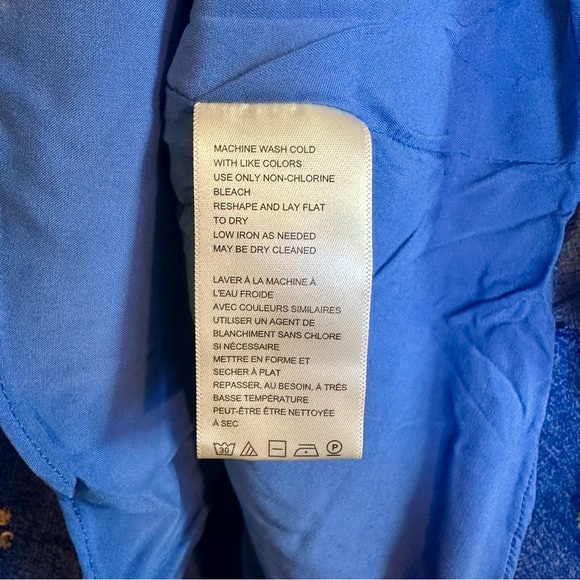 MACHINE WASH COLD
WITH LIKE COLORS
USE ONLY NON-CHLORINE
BLEACH
RESHAPE AND LAY FLAT
TO DRY
LOW IRON AS NEEDED
MAY BE DRY CLEANED
LAVER À LA MACHINE À
L'EAU FROIDE
AVEC COULEURS SIMILAIRES
UTILISER UN AGENT DE
BLANCHIMENT SANS CHLORE
SI NÉCESSAIRE
METTRE EN FORME ET
SECHER À PLAT
REPASSER, AU BESOIN, À TRÉS
BASSE TEMPÉRATURE
PEUT-ÊTRE ÊTRE NETTOYÉE
À SEC
30 P